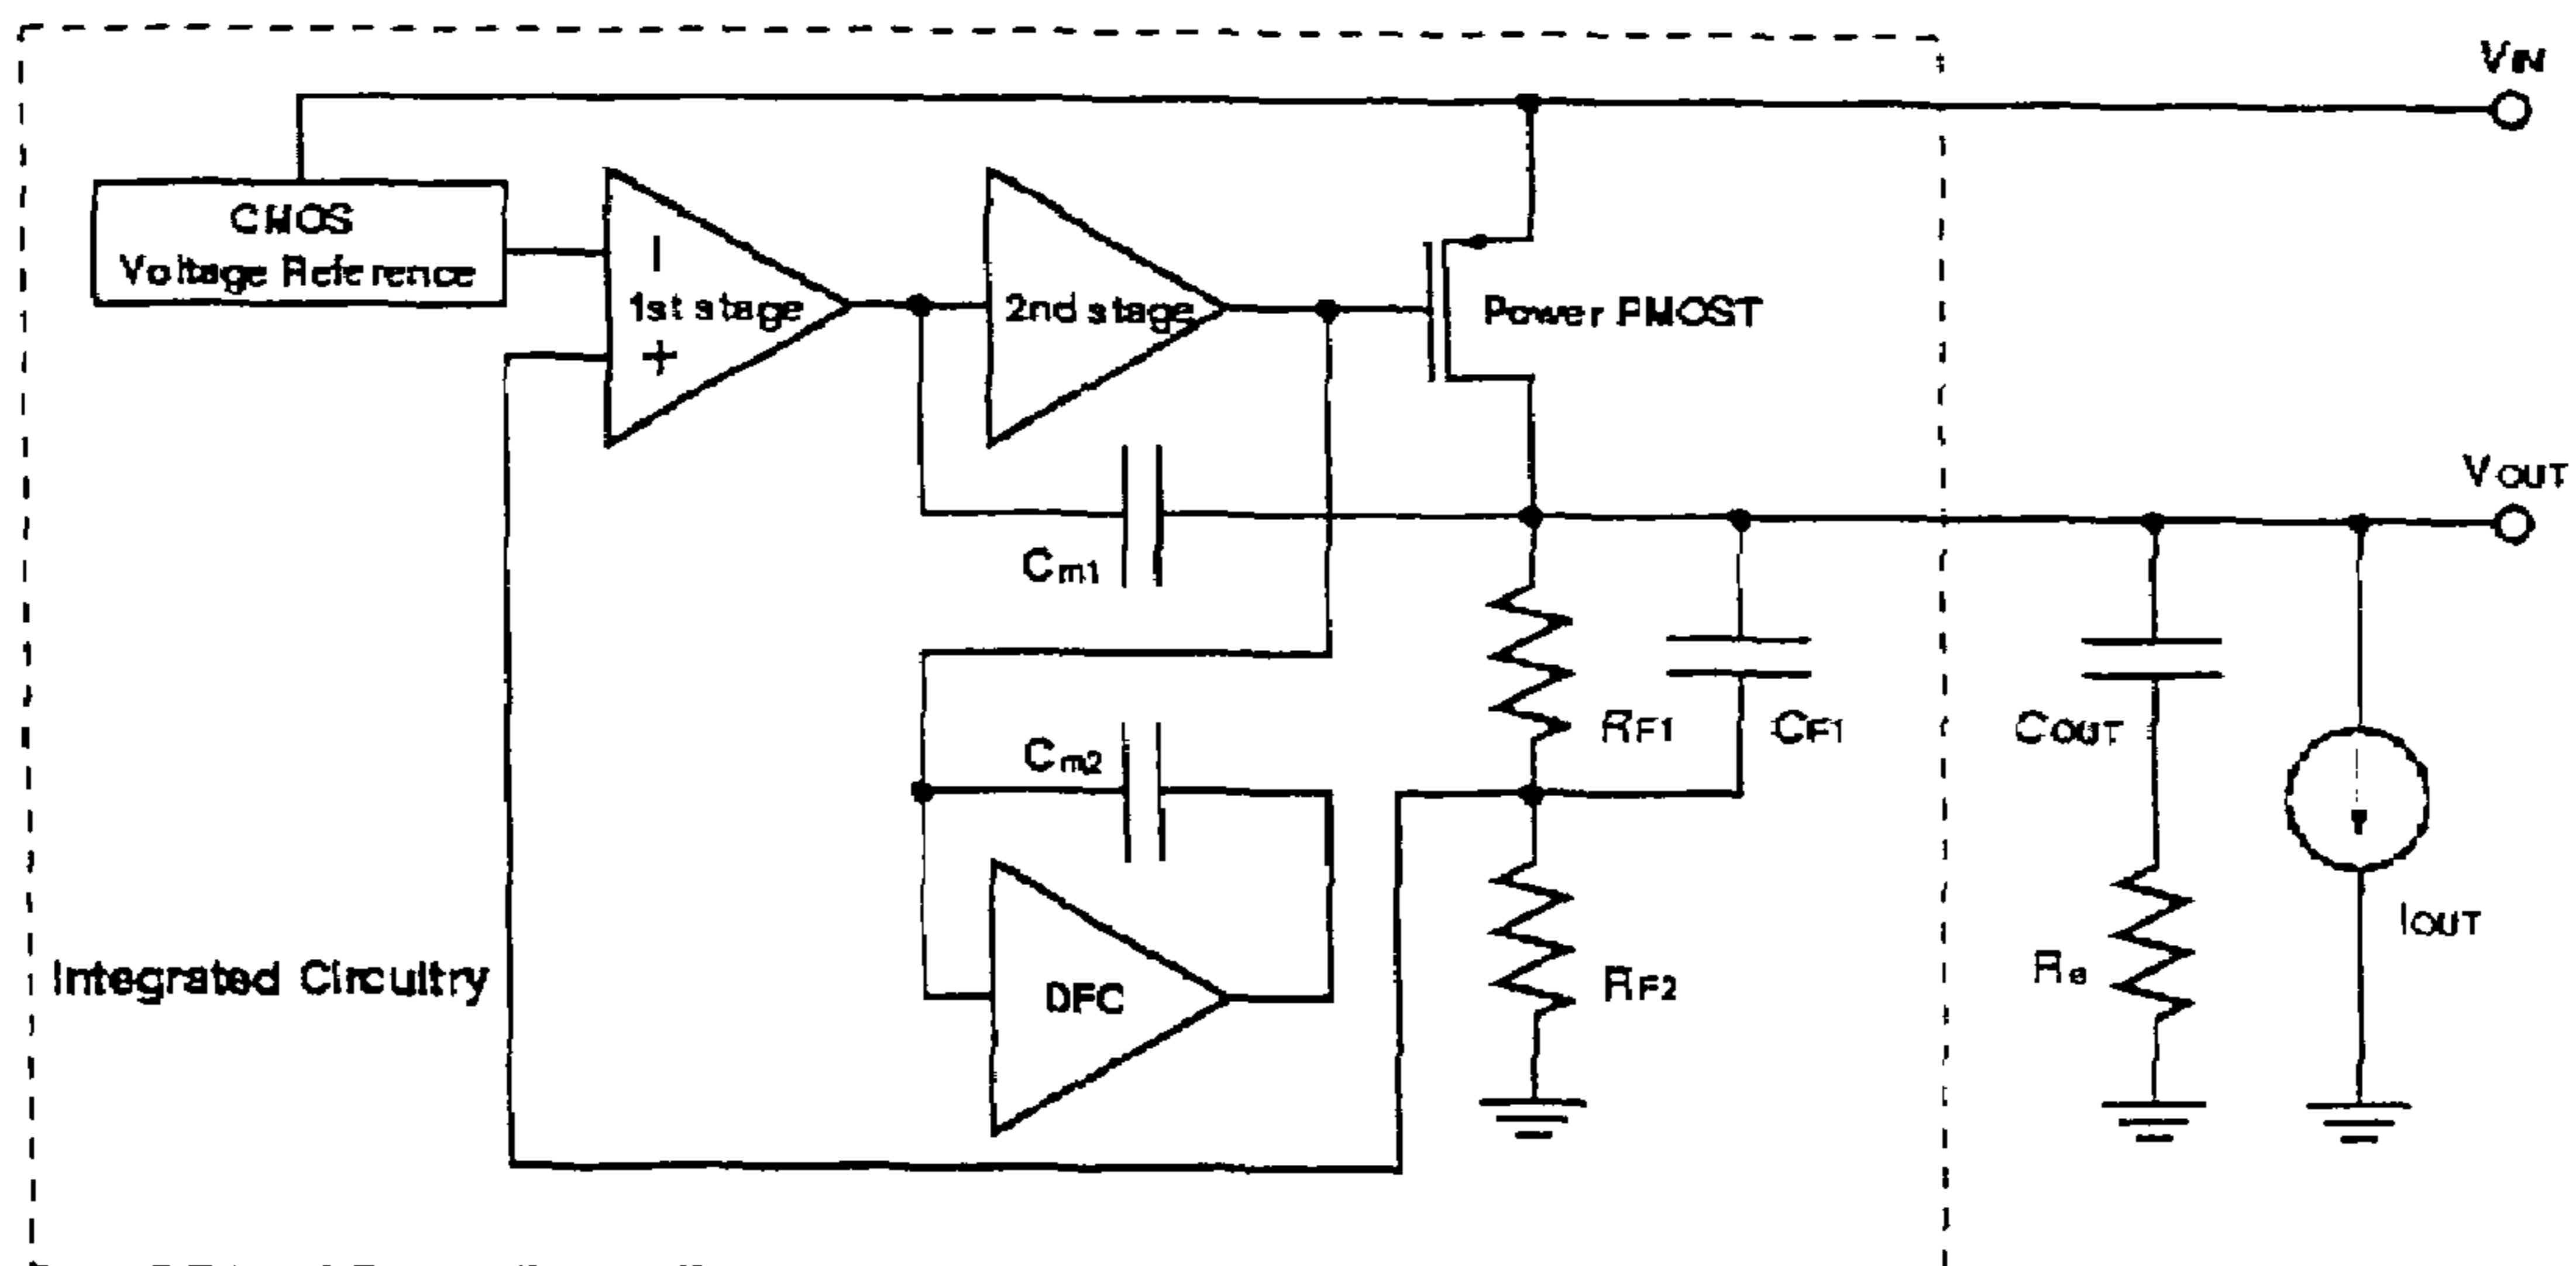 VIN
CMOS
Voltage Reference
1st stage
+
2nd stage
Power PMOST
VOUT
Cm1
Cm2
RF1
CF1
COUT
IOUT
Integrated Circuitry
DFC
RF2
Re